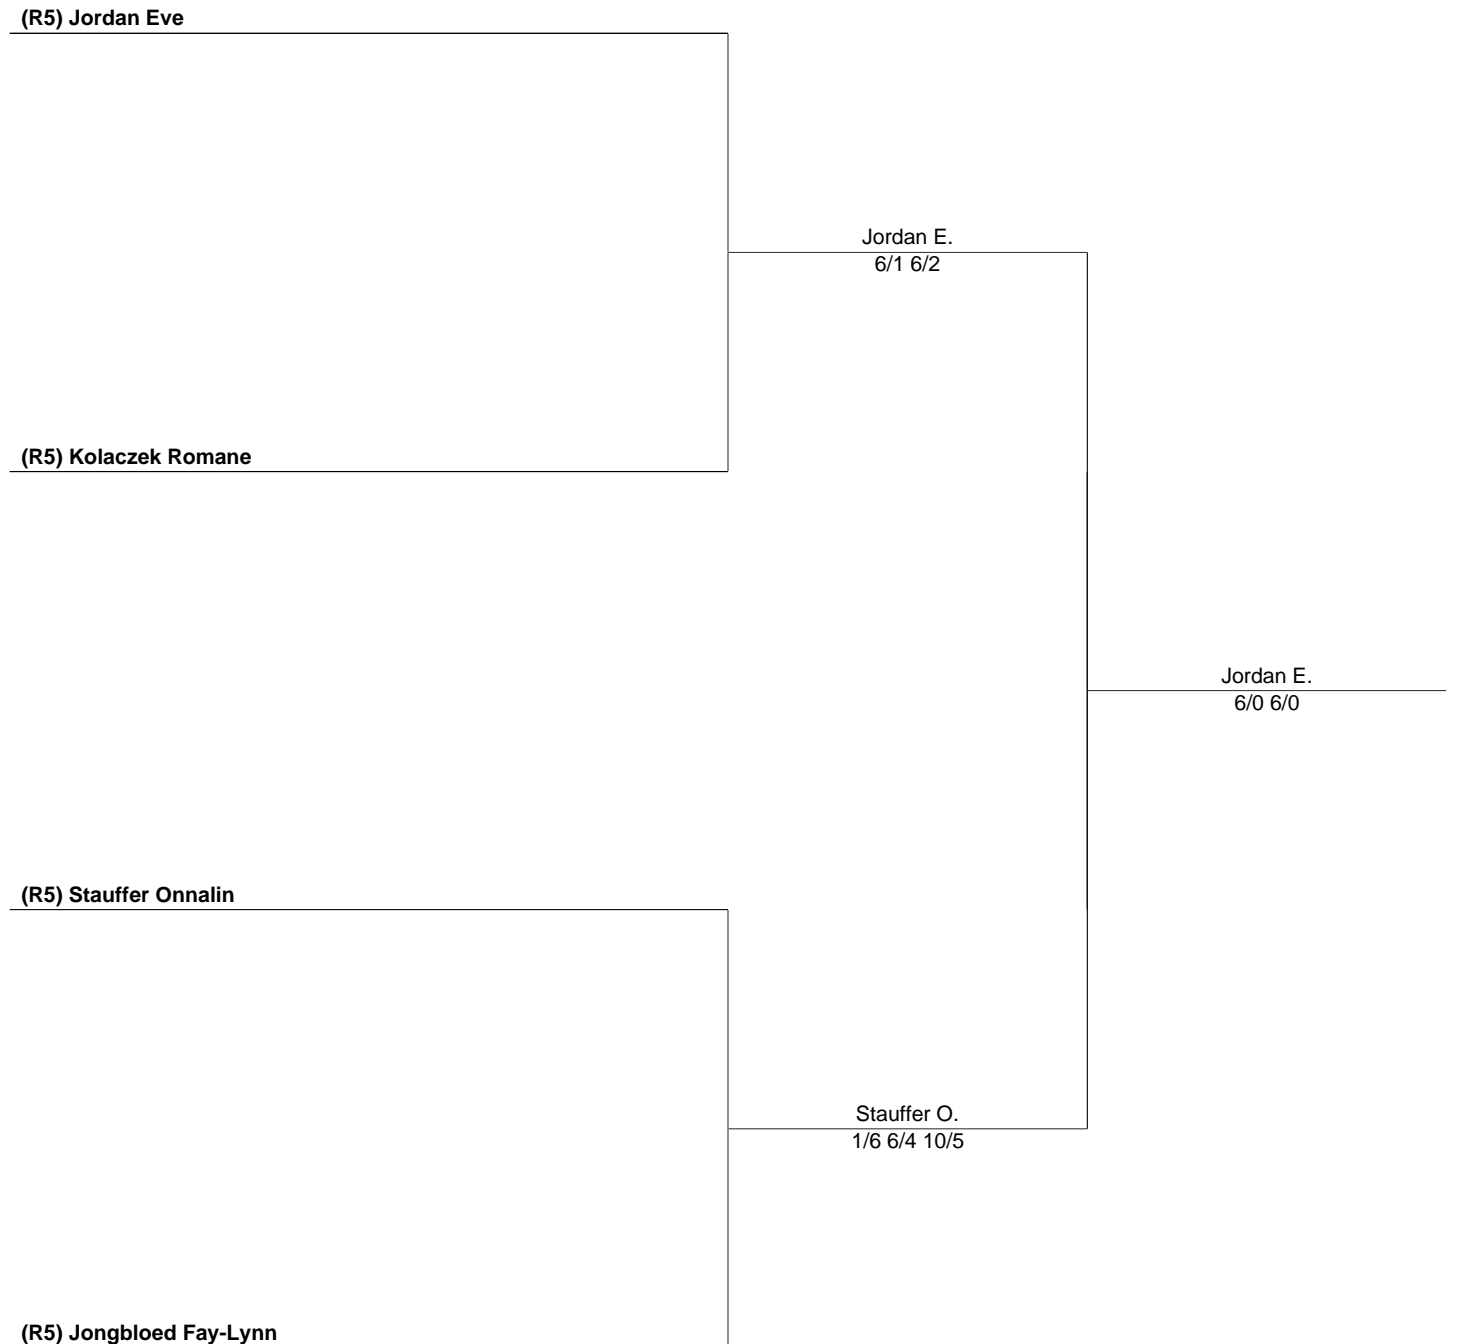 (R5) Jordan Eve
Jordan E.
6/1 6/2
(R5) Kolaczek Romane
Jordan E.
6/0 6/0
(R5) Stauffer Onnalin
Stauffer O.
1/6 6/4 10/5
(R5) Jongbloed Fay-Lynn